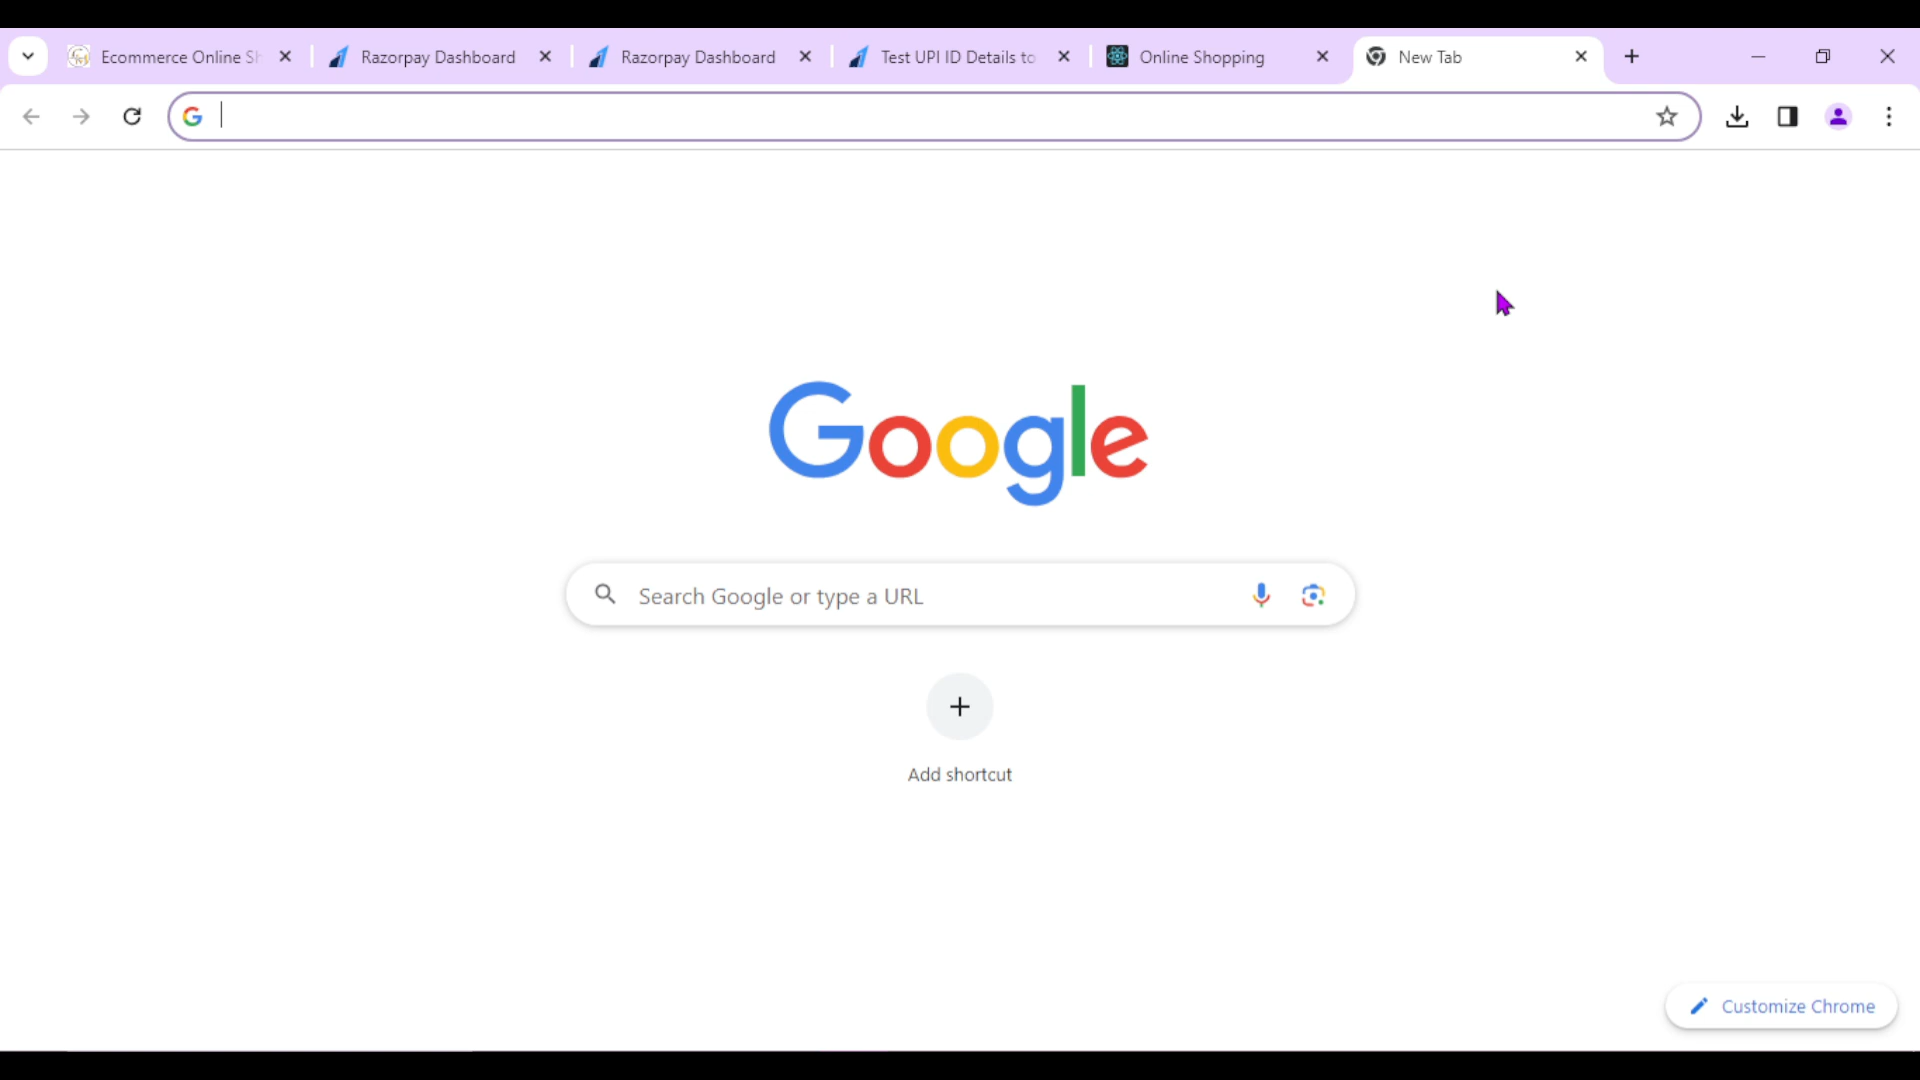 Ecommerce Online Sh
Razorpay Dashboard
Razorpay Dashboard
Test UPI ID Details to
Online Shopping
New Tab
Google
Search Google or type a URL
Add shortcut
Customize Chrome